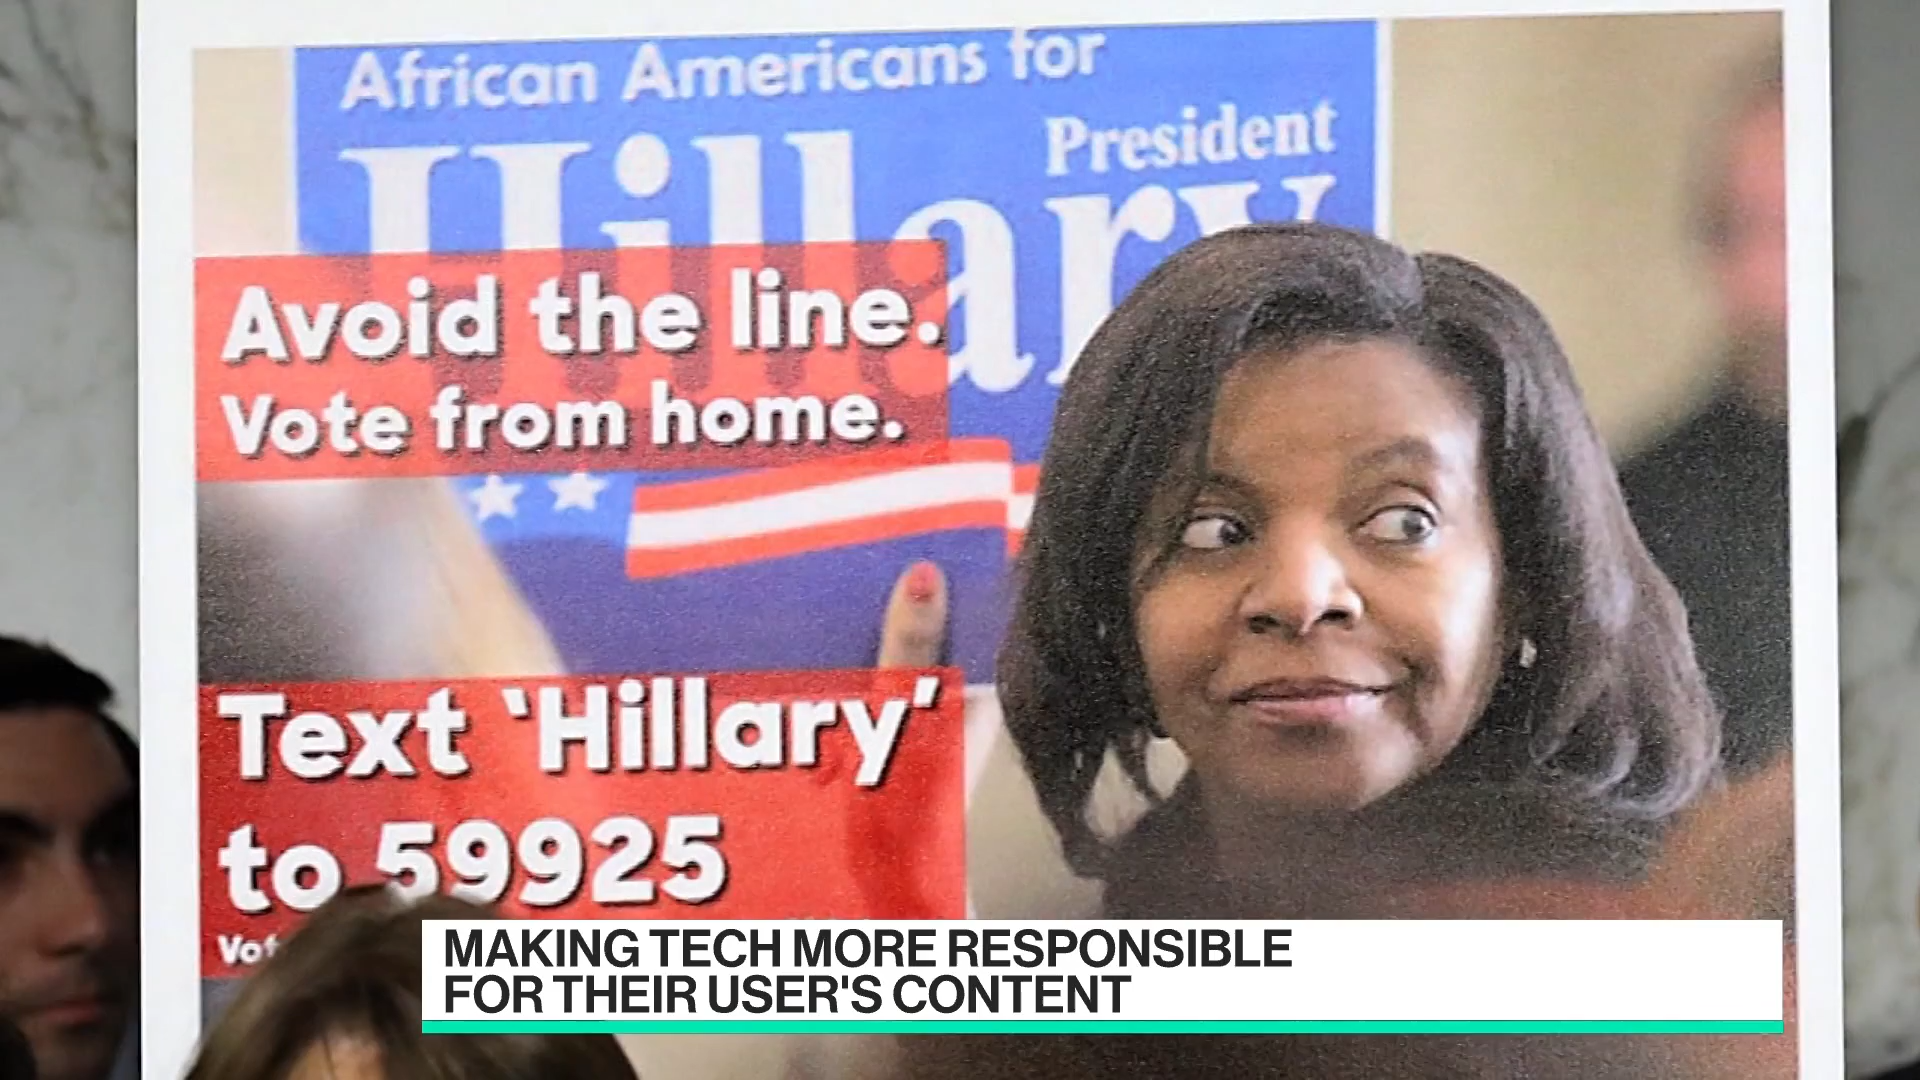 African Americans for
President
Hillary
Avoid the line.
Vote from home.
Text ‘Hillary’
to 59925
MAKING TECH MORE RESPONSIBLE
FOR THEIR USER'S CONTENT